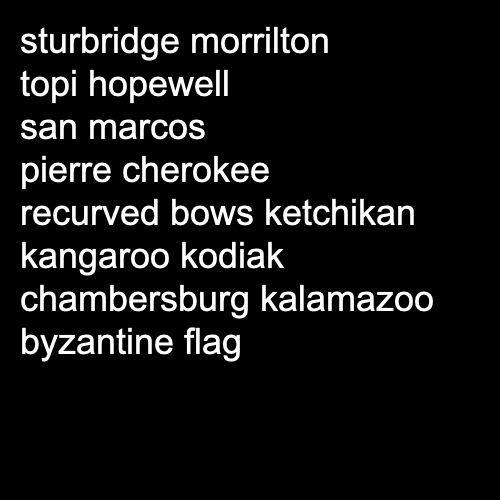 sturbridge morrilton
topi hopewell
san marcos
pierre cherokee
recurved bows ketchikan
kangaroo kodiak
chambersburg kalamazoo
byzantine flag